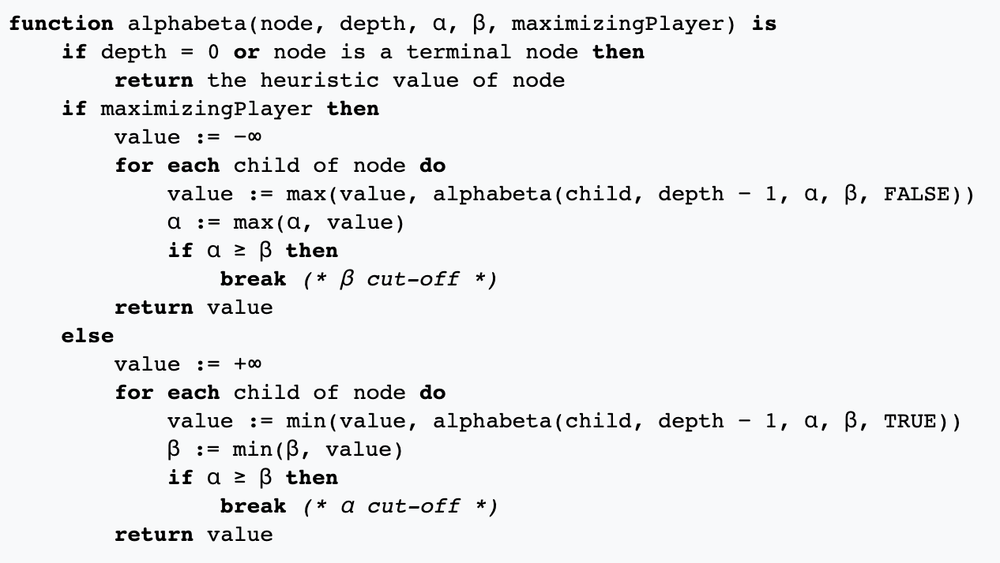 function alphabeta(node, depth, α, β, maximizingPlayer) is
    if depth = 0 or node is a terminal node then
        return the heuristic value of node
    if maximizingPlayer then
        value := −∞
        for each child of node do
            value := max(value, alphabeta(child, depth − 1, α, β, FALSE))
            α := max(α, value)
            if α ≥ β then
                break (* β cut-off *)
        return value
    else
        value := +∞
        for each child of node do
            value := min(value, alphabeta(child, depth − 1, α, β, TRUE))
            β := min(β, value)
            if α ≥ β then
                break (* α cut-off *)
        return value